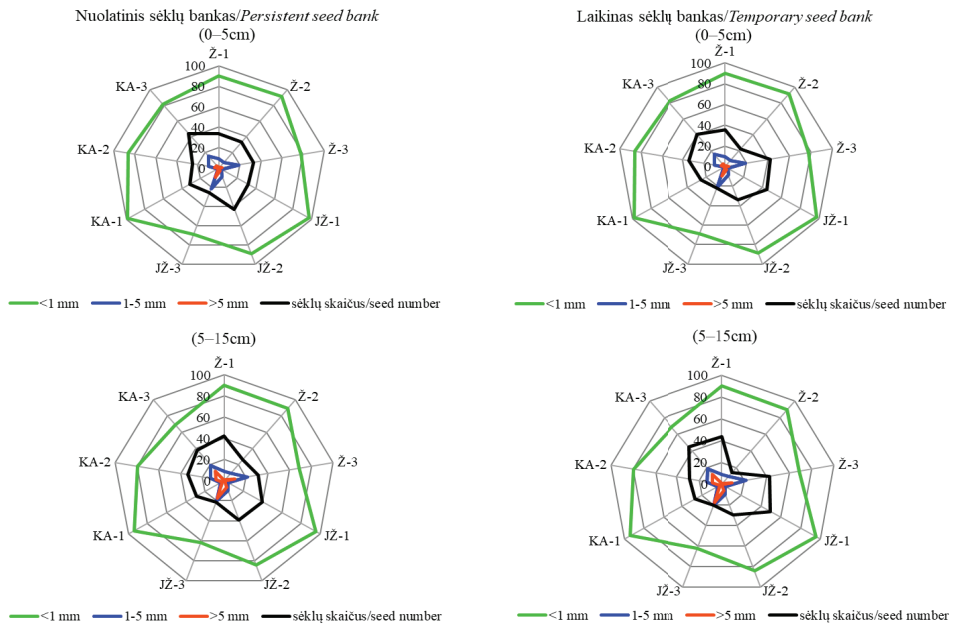 Nuolatinis sėklų bankas/Persistent seed bank
(0–5cm)
Ž-1
100
80
60
40
20
0
Ž-2
Ž-3
JŽ-1
JŽ-2
JŽ-3
KA-1
KA-2
KA-3
<1 mm
1-5 mm
>5 mm
sėklų skaičus/seed number
Laikinas sėklų bankas/Temporary seed bank
(0–5cm)
Ž-1
100
80
60
40
20
0
Ž-2
Ž-3
JŽ-1
JŽ-2
JŽ-3
KA-1
KA-2
KA-3
<1 mm
1-5 mm
>5 mm
sėklų skaičus/seed number
(5–15cm)
Ž-1
100
80
60
40
20
0
Ž-2
Ž-3
JŽ-1
JŽ-2
JŽ-3
KA-1
KA-2
KA-3
<1 mm
1-5 mm
>5 mm
sėklų skaičus/seed number
(5–15cm)
Ž-1
100
80
60
40
20
0
Ž-2
Ž-3
JŽ-1
JŽ-2
JŽ-3
KA-1
KA-2
KA-3
<1 mm
1-5 mm
>5 mm
sėklų skaičus/seed number